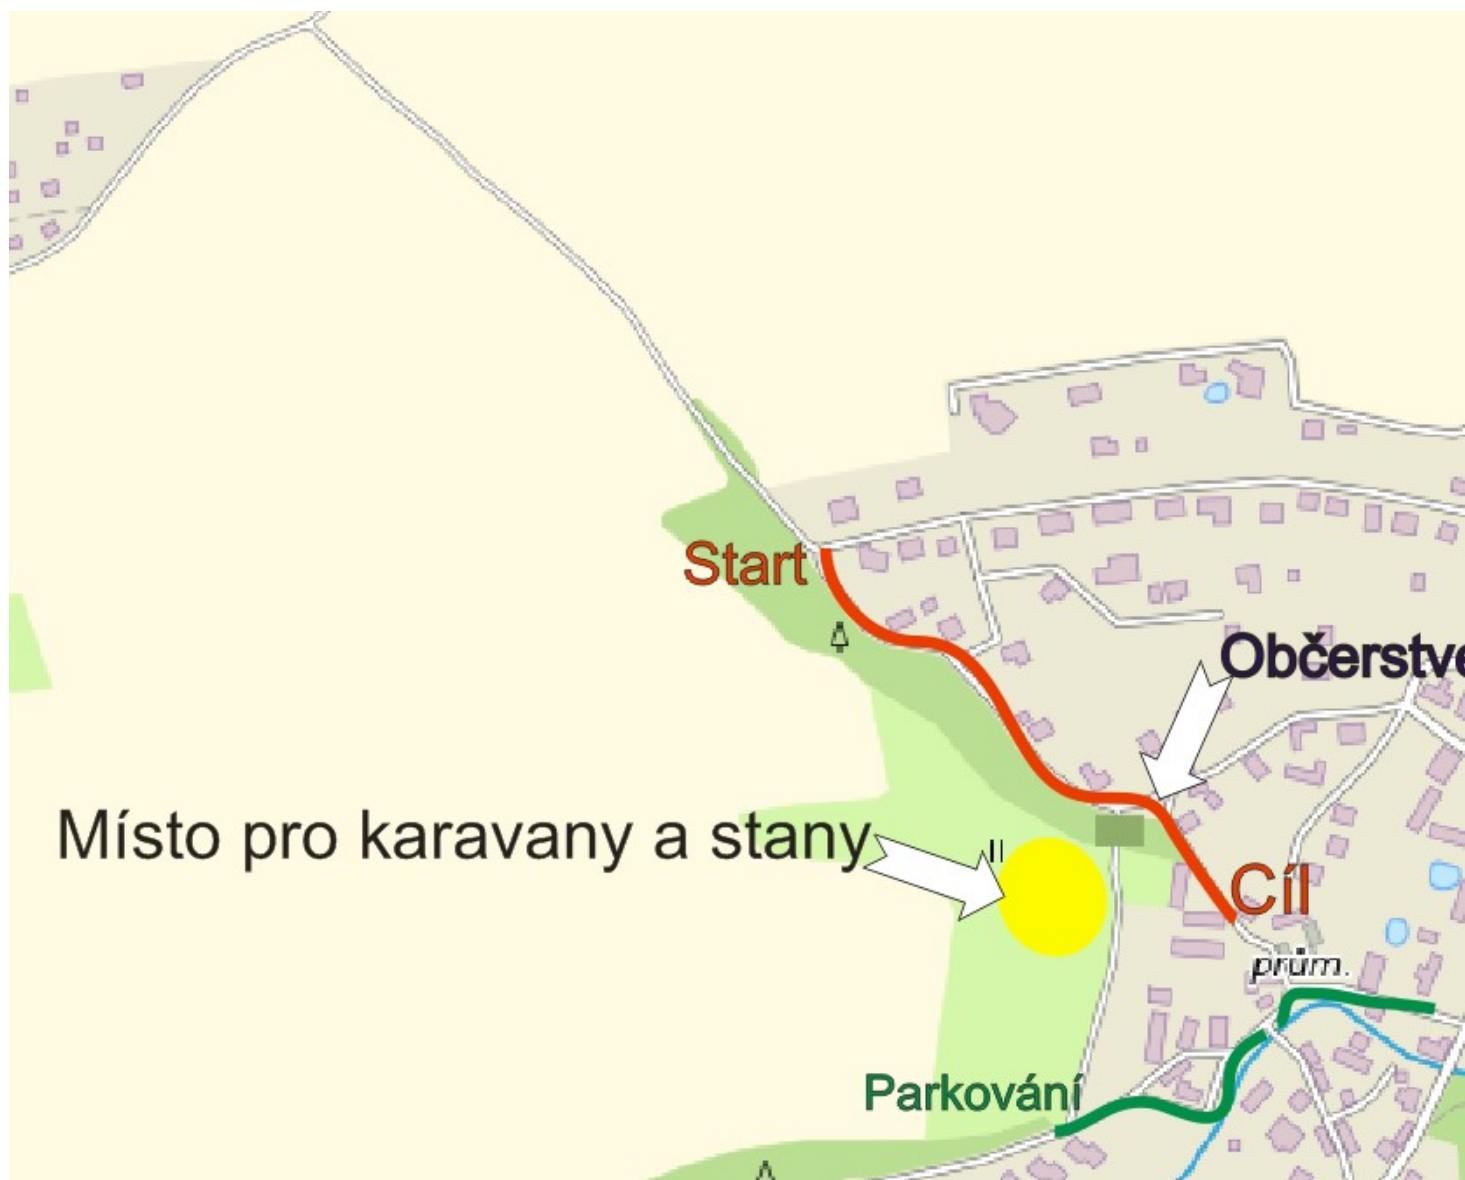 Start
Občerstve
Místo pro karavany a stany
Cíl
prům.
Parkování